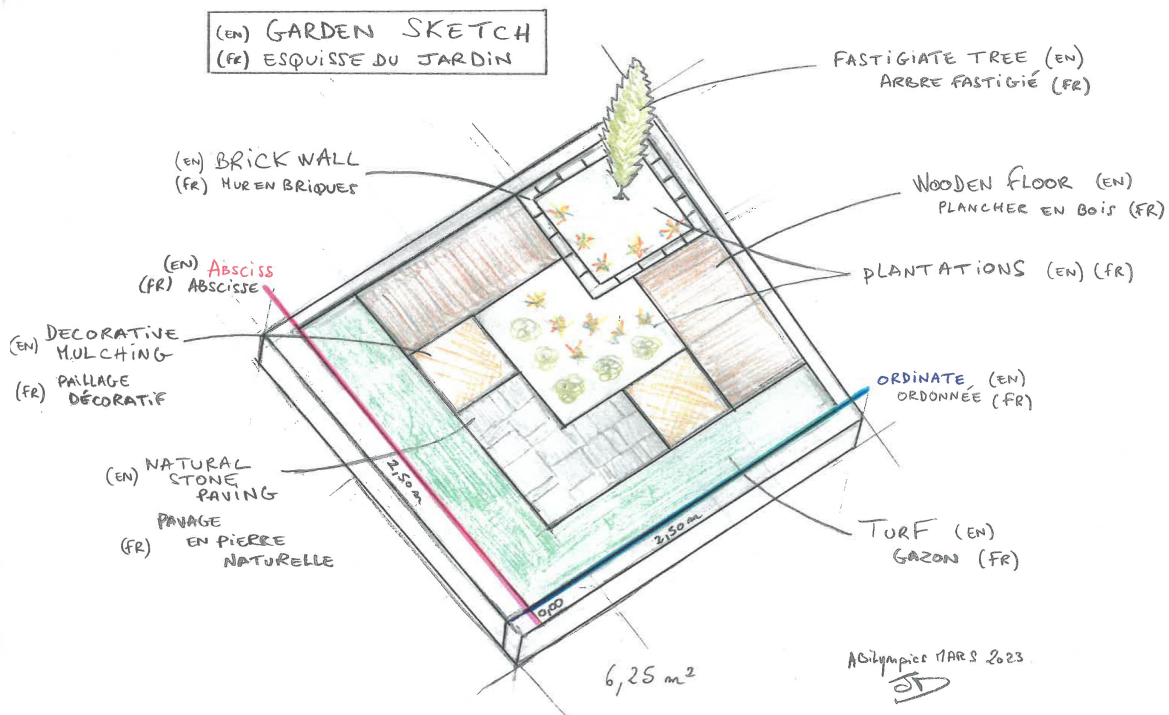 (EN) GARDEN SKETCH
(FR) ESQUISSE DU JARDIN
FASTIGIATE TREE (EN)
ARBRE FASTIGIÉ (FR)
(EN) BRICK WALL
(FR) MUR EN BRIQUES
WOODEN FLOOR (EN)
PLANCHER EN BOIS (FR)
(EN) ABSCISS
(FR) ABSCISSE
PLANTATIONS (EN) (FR)
(EN) DECORATIVE
MULCHING
(FR) PAILLAGE
DÉCORATIF
ORDINATE (EN)
ORDONNÉE (FR)
(EN) NATURAL
STONE
PAVING
PAVAGE
(FR) EN PIERRE
NATURELLE
2,50 m
2,50 m
TURF (EN)
GAZON (FR)
0,00
6,25 m²
Abilympics MARS 2023
JD